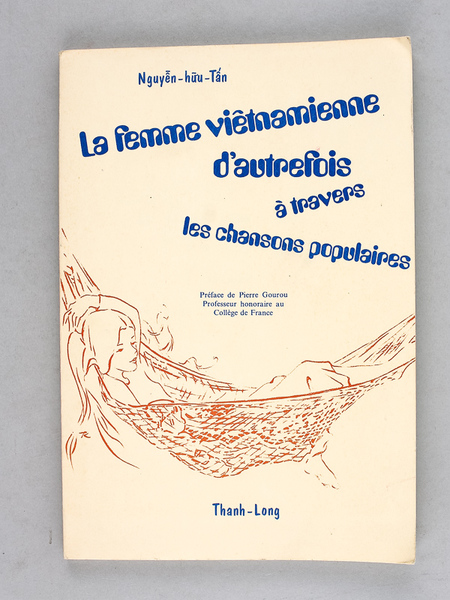 Nguyễn-hữu-Tấn
La femme viêtnamienne
d'autrefois
à travers
les chansons populaires
Préface de Pierre Gourou
Professeur honoraire au
Collège de France
Thanh-Long